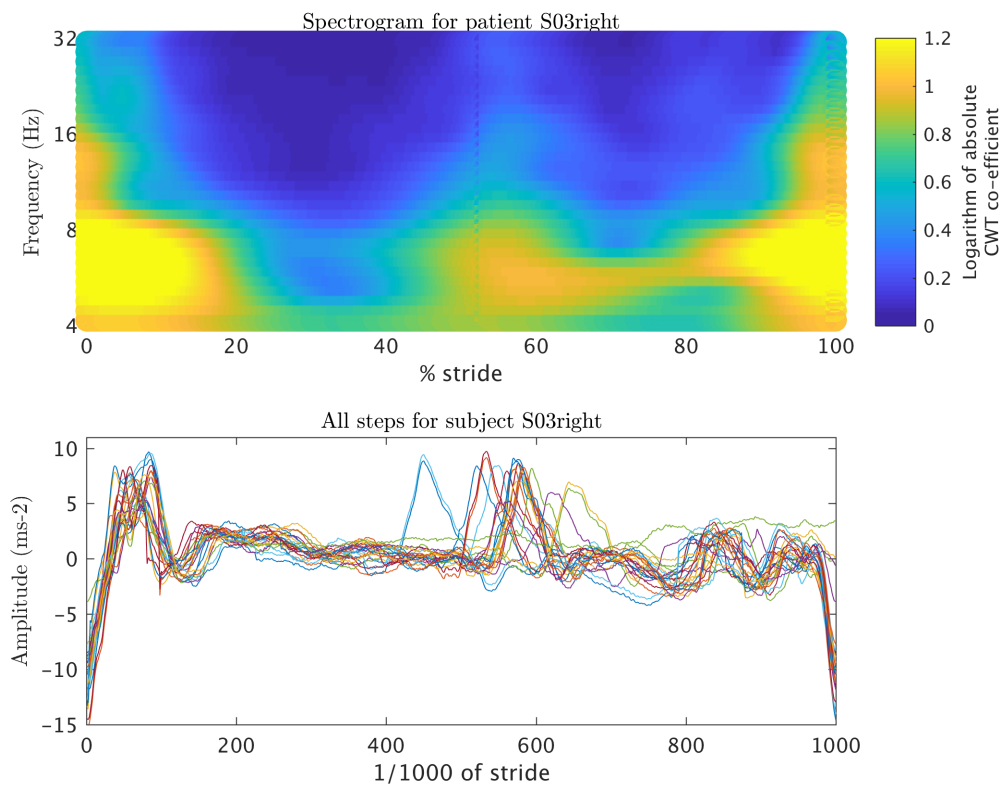 Spectrogram for patient S03right
32
16
8
4
Frequency (Hz)
0 20 40 60 80 100
% stride
1.2
1
0.8
0.6
0.4
0.2
0
Logarithm of absolute
CWT co-efficient
All steps for subject S03right
10
5
0
−5
−10
−15
Amplitude (ms-2)
0 200 400 600 800 1000
1/1000 of stride